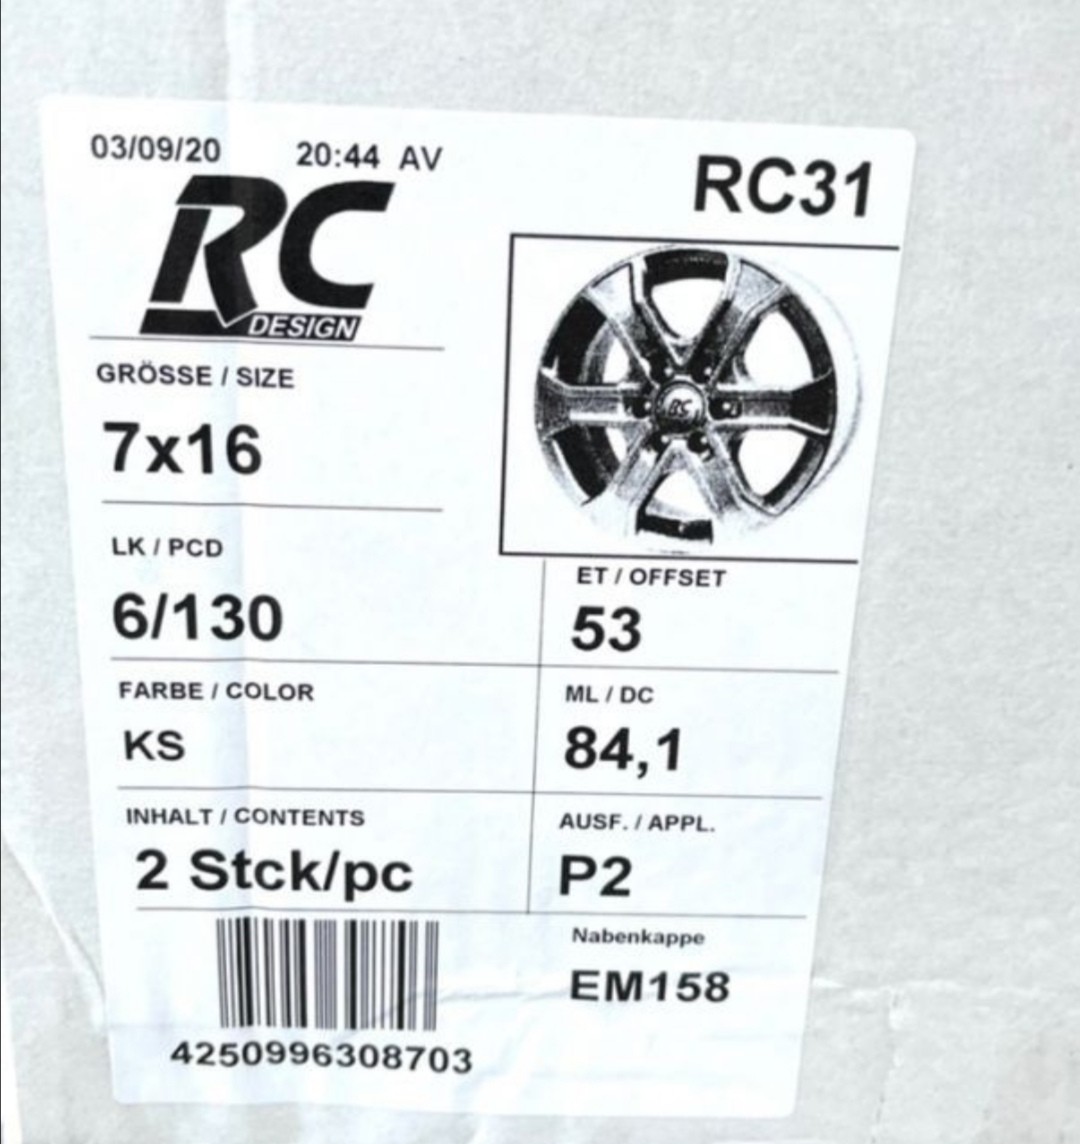 03/09/20 20:44 AV
RC31
RC
DESIGN
RC
GRÖSSE / SIZE
7x16
LK / PCD
6/130
ET / OFFSET
53
FARBE / COLOR
KS
ML / DC
84,1
INHALT / CONTENTS
2 Stck/pc
AUSF. / APPL.
P2
Nabenkappe
EM158
4250996308703